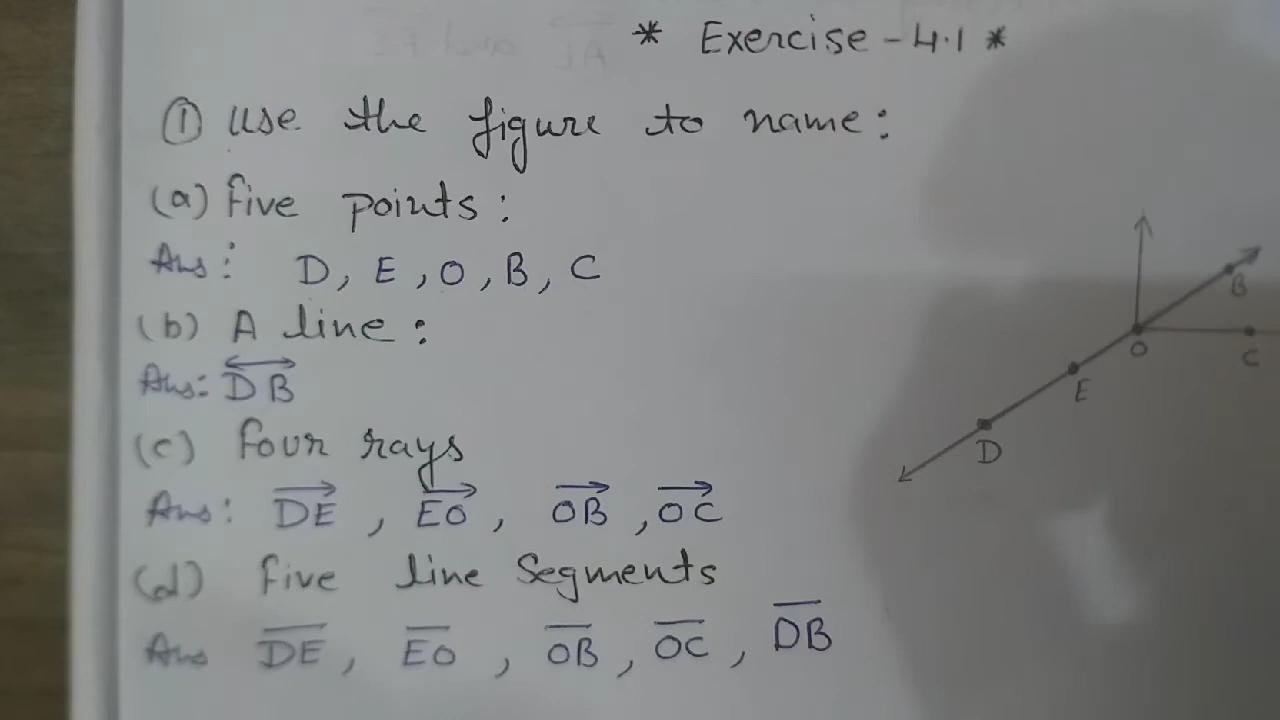 * Exercise - 4.1 *
① Use the figure to name:
(a) five points:
Ans: D, E, O, B, C
(b) A line:
Ans: DB
(c) four rays
Ans: DE, EO, OB, OC
(d) five line segments
Ans DE, EO, OB, OC, DB
B
O
C
E
D